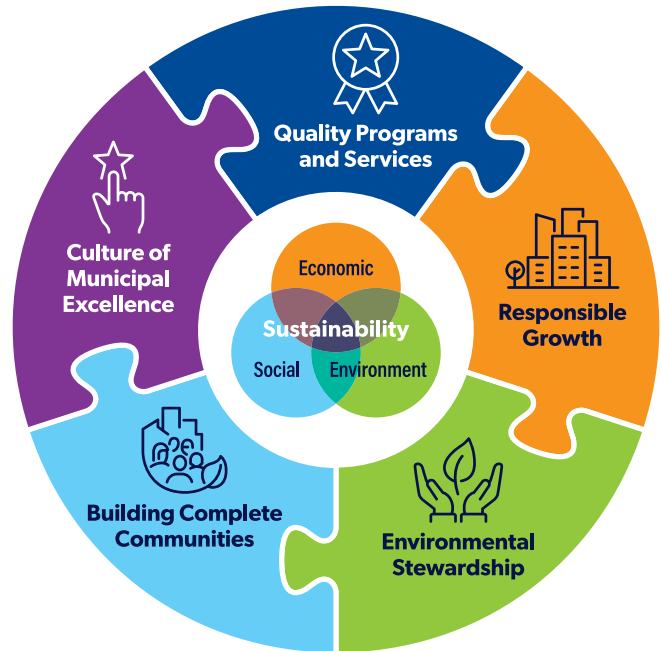 Quality Programs
and Services
Responsible
Growth
Environmental
Stewardship
Building Complete
Communities
Culture of
Municipal
Excellence
Economic
Sustainability
Social
Environment